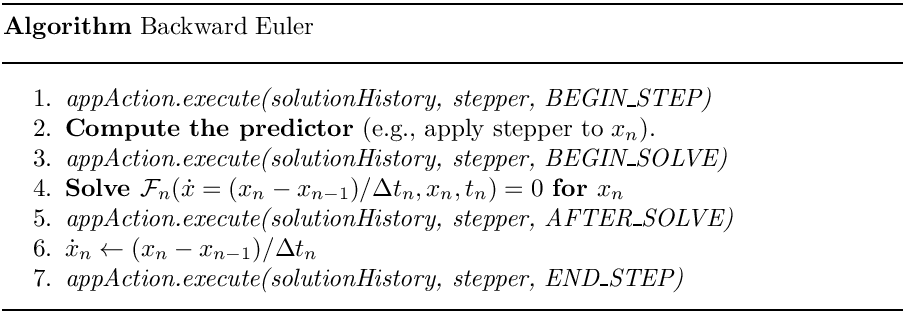 Algorithm Backward Euler
1. appAction.execute(solutionHistory, stepper, BEGIN_STEP)
2. Compute the predictor (e.g., apply stepper to xₙ).
3. appAction.execute(solutionHistory, stepper, BEGIN_SOLVE)
4. Solve ℱₙ(ẋ = (xₙ − xₙ₋₁)/Δtₙ, xₙ, tₙ) = 0 for xₙ
5. appAction.execute(solutionHistory, stepper, AFTER_SOLVE)
6. ẋₙ ← (xₙ − xₙ₋₁)/Δtₙ
7. appAction.execute(solutionHistory, stepper, END_STEP)